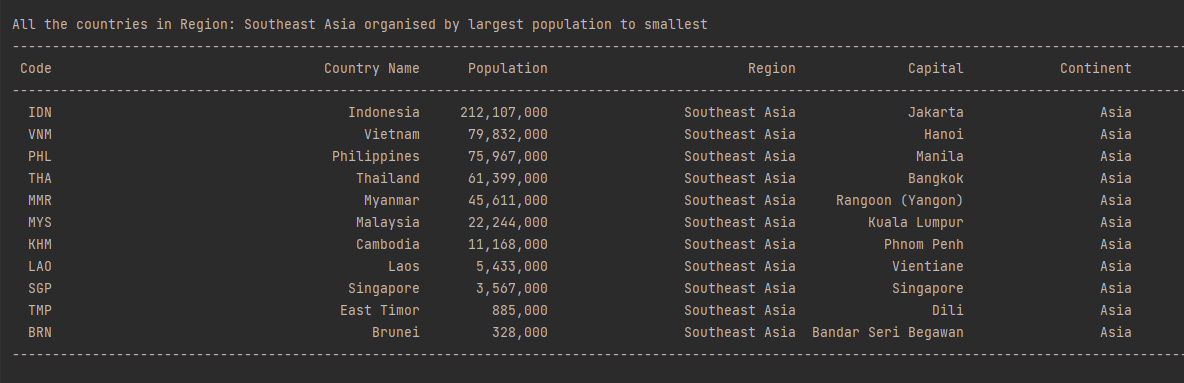 All the countries in Region: Southeast Asia organised by largest population to smallest
--------------------------------------------------------------------------------
Code Country Name Population Region Capital Continent
--------------------------------------------------------------------------------
IDN Indonesia 212,107,000 Southeast Asia Jakarta Asia
VNM Vietnam 79,832,000 Southeast Asia Hanoi Asia
PHL Philippines 75,967,000 Southeast Asia Manila Asia
THA Thailand 61,399,000 Southeast Asia Bangkok Asia
MMR Myanmar 45,611,000 Southeast Asia Rangoon (Yangon) Asia
MYS Malaysia 22,244,000 Southeast Asia Kuala Lumpur Asia
KHM Cambodia 11,168,000 Southeast Asia Phnom Penh Asia
LAO Laos 5,433,000 Southeast Asia Vientiane Asia
SGP Singapore 3,567,000 Southeast Asia Singapore Asia
TMP East Timor 885,000 Southeast Asia Dili Asia
BRN Brunei 328,000 Southeast Asia Bandar Seri Begawan Asia
--------------------------------------------------------------------------------